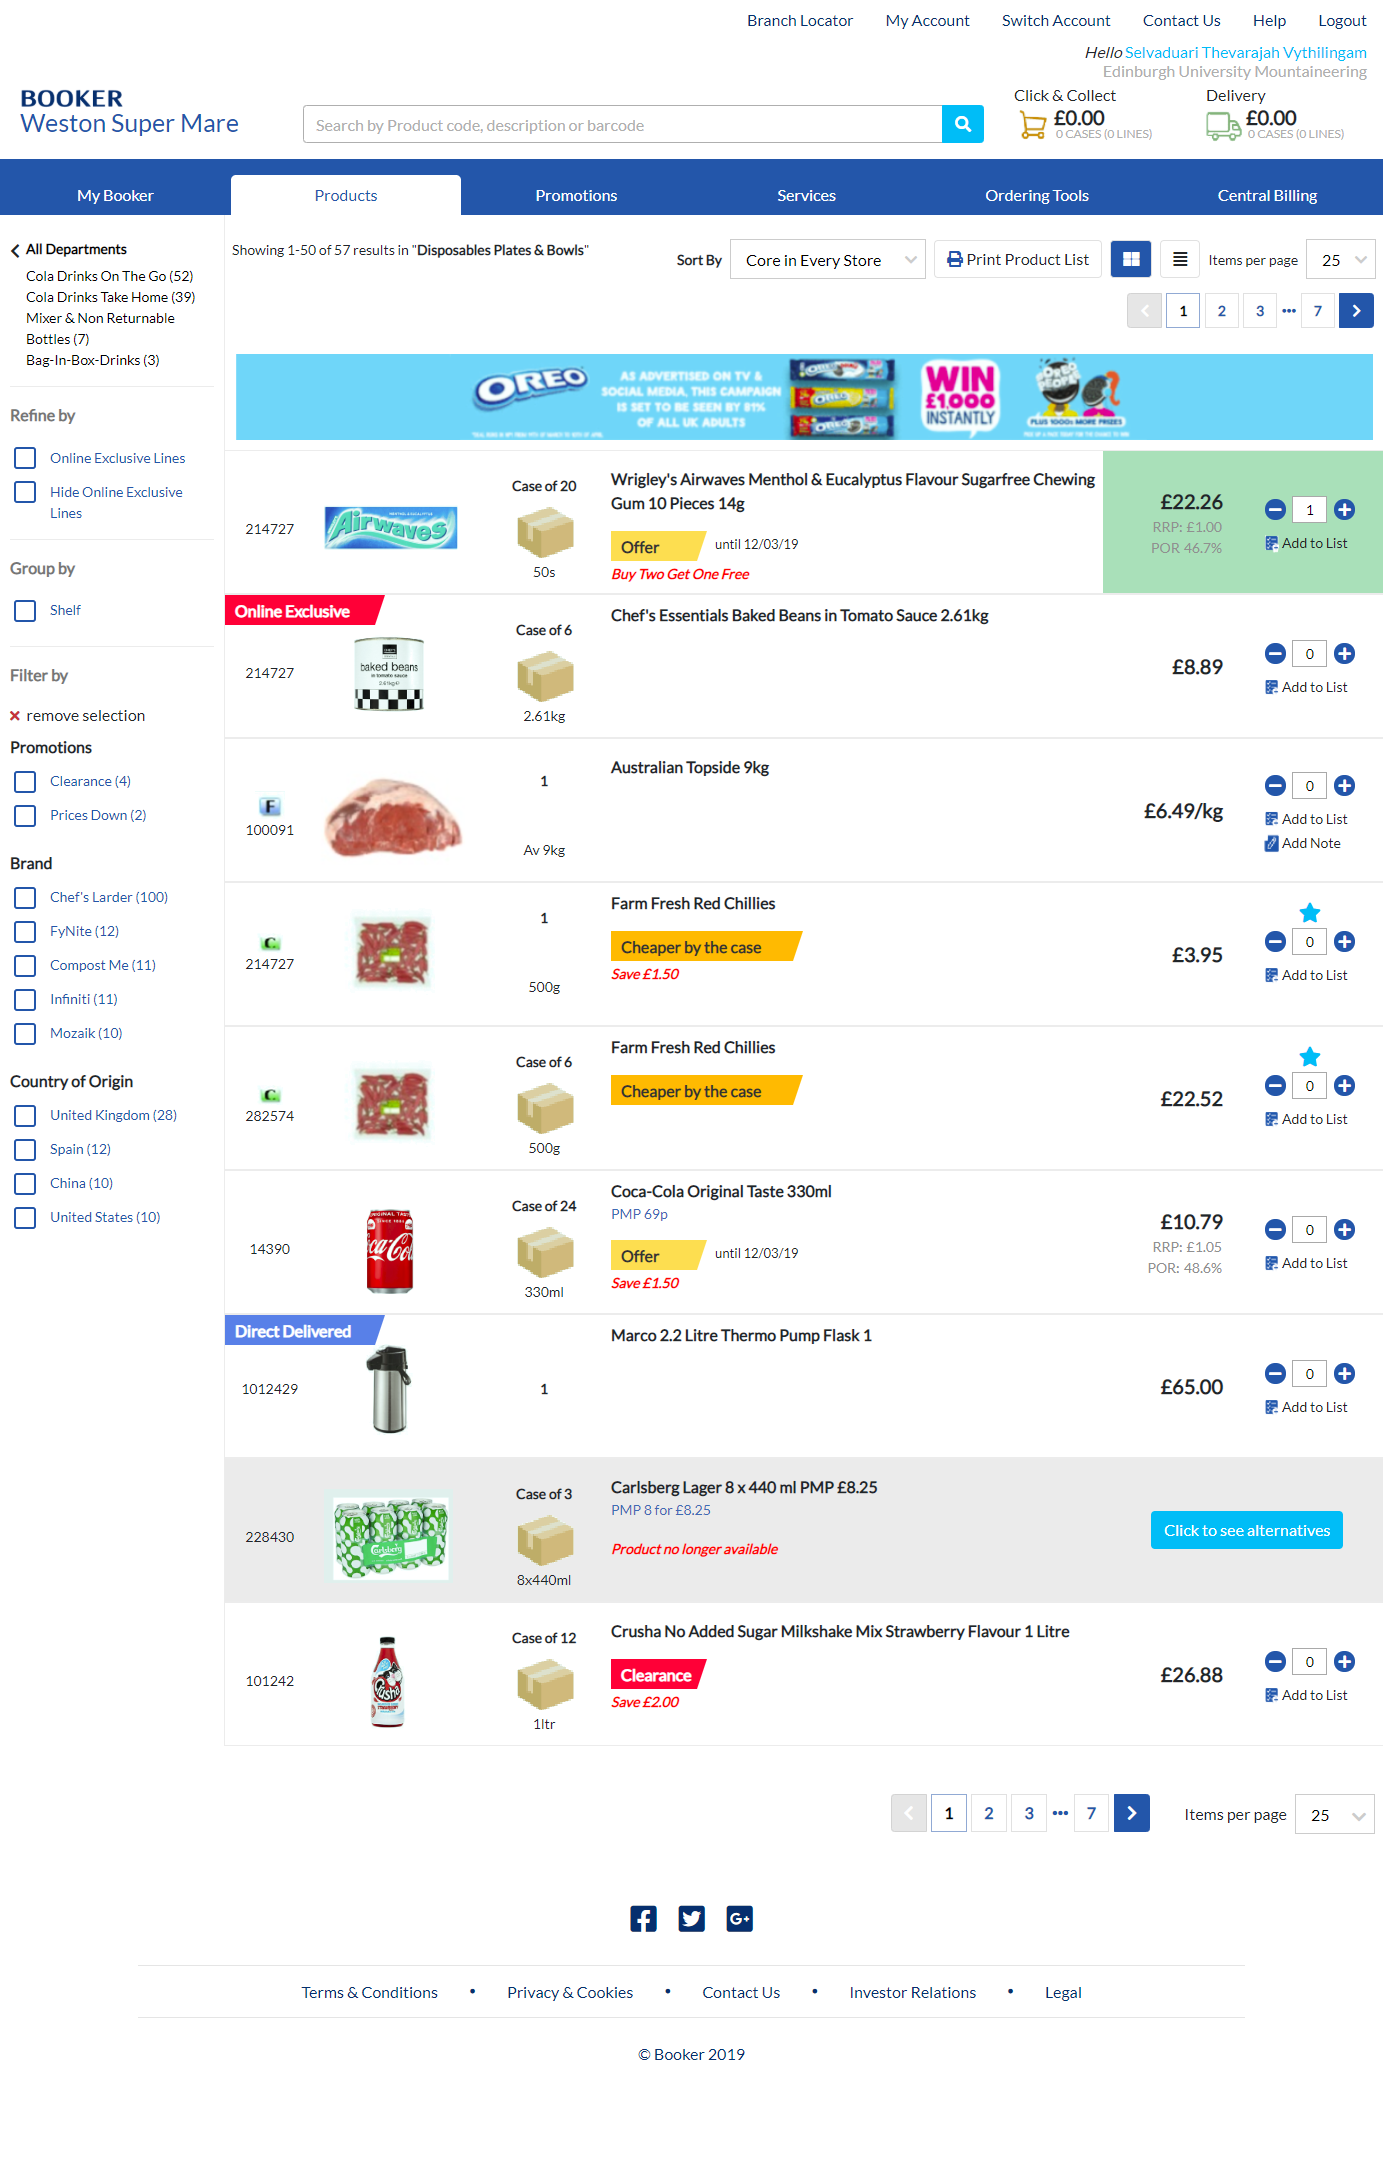 Branch Locator My Account Switch Account Contact Us Help Logout
Hello Selvaduari Thevarajah Vythilingam
Edinburgh University Mountaineering
BOOKER
Weston Super Mare
Search by Product code, description or barcode
Click & Collect
£0.00
0 CASES (0 LINES)
Delivery
£0.00
0 CASES (0 LINES)
My Booker Products Promotions Services Ordering Tools Central Billing
All Departments
Cola Drinks On The Go (52)
Cola Drinks Take Home (39)
Mixer & Non Returnable
Bottles (7)
Bag-In-Box-Drinks (3)
Refine by
Online Exclusive Lines
Hide Online Exclusive
Lines
Group by
Shelf
Filter by
remove selection
Promotions
Clearance (4)
Prices Down (2)
Brand
Chef's Larder (100)
FyNite (12)
Compost Me (11)
Infiniti (11)
Mozaik (10)
Country of Origin
United Kingdom (28)
Spain (12)
China (10)
United States (10)
Showing 1-50 of 57 results in "Disposables Plates & Bowls"
Sort By Core in Every Store Print Product List Items per page 25
1 2 3 ••• 7
OREO
AS ADVERTISED ON TV &
SOCIAL MEDIA, THIS CAMPAIGN
IS SET TO BE SEEN BY 81%
OF ALL UK ADULTS
WIN
£1,000
INSTANTLY
PLUS 1000s MORE PRIZES
214727
Airwaves
Case of 20
50s
Wrigley's Airwaves Menthol & Eucalyptus Flavour Sugarfree Chewing
Gum 10 Pieces 14g
Offer until 12/03/19
Buy Two Get One Free
£22.26
RRP: £1.00
POR 46.7%
1
Add to List
Online Exclusive
214727
baked beans
in tomato sauce
2.61kg e
Case of 6
2.61kg
Chef's Essentials Baked Beans in Tomato Sauce 2.61kg
£8.89
0
Add to List
F
100091
1
Av 9kg
Australian Topside 9kg
£6.49/kg
0
Add to List
Add Note
C
214727
1
500g
Farm Fresh Red Chillies
Cheaper by the case
Save £1.50
£3.95
0
Add to List
C
282574
Case of 6
500g
Farm Fresh Red Chillies
Cheaper by the case
£22.52
0
Add to List
14390
Case of 24
330ml
Coca-Cola Original Taste 330ml
PMP 69p
Offer until 12/03/19
Save £1.50
£10.79
RRP: £1.05
POR: 48.6%
0
Add to List
Direct Delivered
1012429
1
Marco 2.2 Litre Thermo Pump Flask 1
£65.00
0
Add to List
228430
Carlsberg
Case of 3
8x440ml
Carlsberg Lager 8 x 440 ml PMP £8.25
PMP 8 for £8.25
Product no longer available
Click to see alternatives
101242
Crusha
Case of 12
1ltr
Crusha No Added Sugar Milkshake Mix Strawberry Flavour 1 Litre
Clearance
Save £2.00
£26.88
0
Add to List
1 2 3 ••• 7 Items per page 25
Terms & Conditions • Privacy & Cookies • Contact Us • Investor Relations • Legal
© Booker 2019